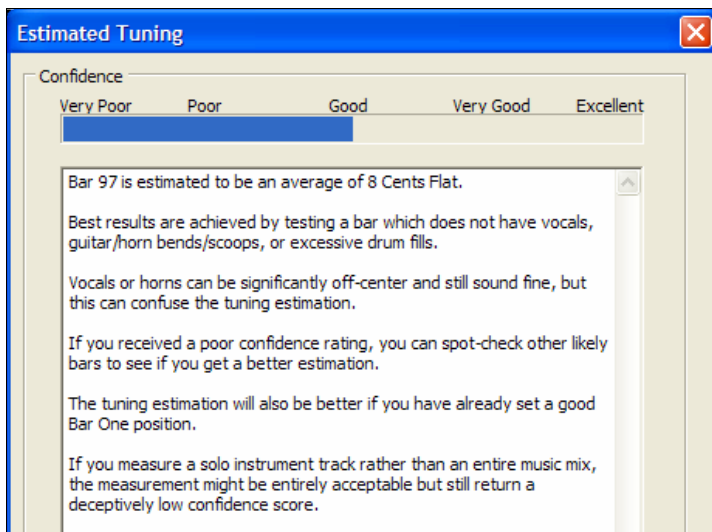 Estimated Tuning
Confidence
Very Poor Poor Good Very Good Excellent
Bar 97 is estimated to be an average of 8 Cents Flat.
Best results are achieved by testing a bar which does not have vocals,
guitar/horn bends/scoops, or excessive drum fills.
Vocals or horns can be significantly off-center and still sound fine, but
this can confuse the tuning estimation.
If you received a poor confidence rating, you can spot-check other likely
bars to see if you get a better estimation.
The tuning estimation will also be better if you have already set a good
Bar One position.
If you measure a solo instrument track rather than an entire music mix,
the measurement might be entirely acceptable but still return a
deceptively low confidence score.